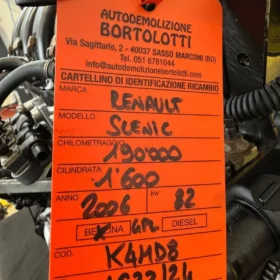 AUTODEMOLIZIONE
BORTOLOTTI
Via Sagittario, 2 - 40037 SASSO MARCONI (BO)
Tel. 051 6781044
info@autodemolizionebortolotti.com
CARTELLINO DI IDENTIFICAZIONE RICAMBIO
MARCA RENAULT
MODELLO SCENIC
CHILOMETRAGGIO 190'000
CILINDRATA 1'600
ANNO 2006 kw 82
BENZINA GPL DIESEL
COD. K4MD8